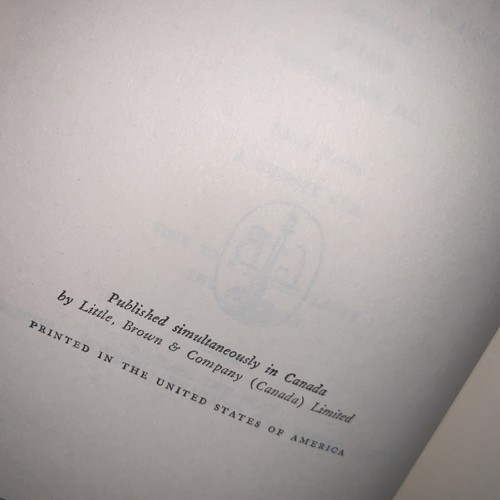 Published simultaneously in Canada
by Little, Brown & Company (Canada) Limited
PRINTED IN THE UNITED STATES OF AMERICA